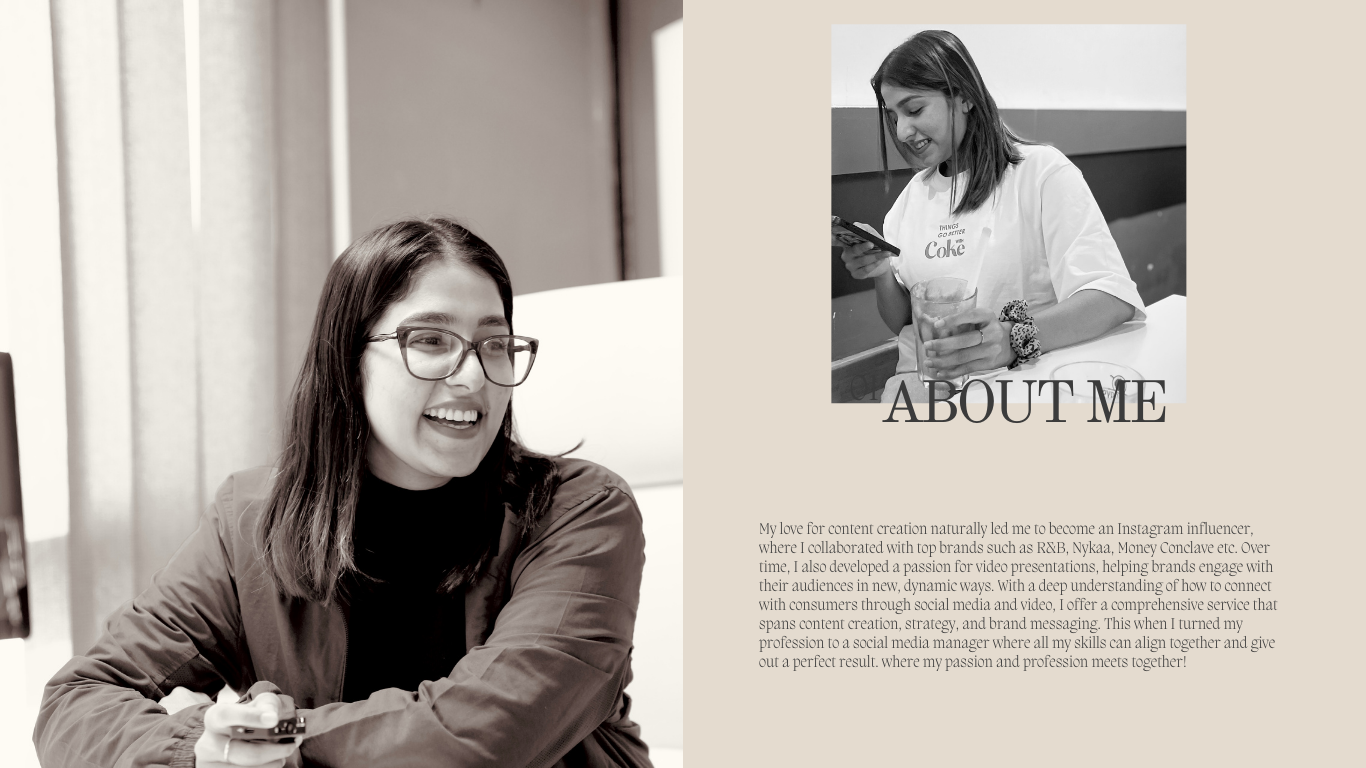 THINGS
GO BETTER
with
Coke
ABOUT ME
My love for content creation naturally led me to become an Instagram influencer,
where I collaborated with top brands such as R&B, Nykaa, Money Conclave etc. Over
time, I also developed a passion for video presentations, helping brands engage with
their audiences in new, dynamic ways. With a deep understanding of how to connect
with consumers through social media and video, I offer a comprehensive service that
spans content creation, strategy, and brand messaging. This when I turned my
profession to a social media manager where all my skills can align together and give
out a perfect result. where my passion and profession meets together!